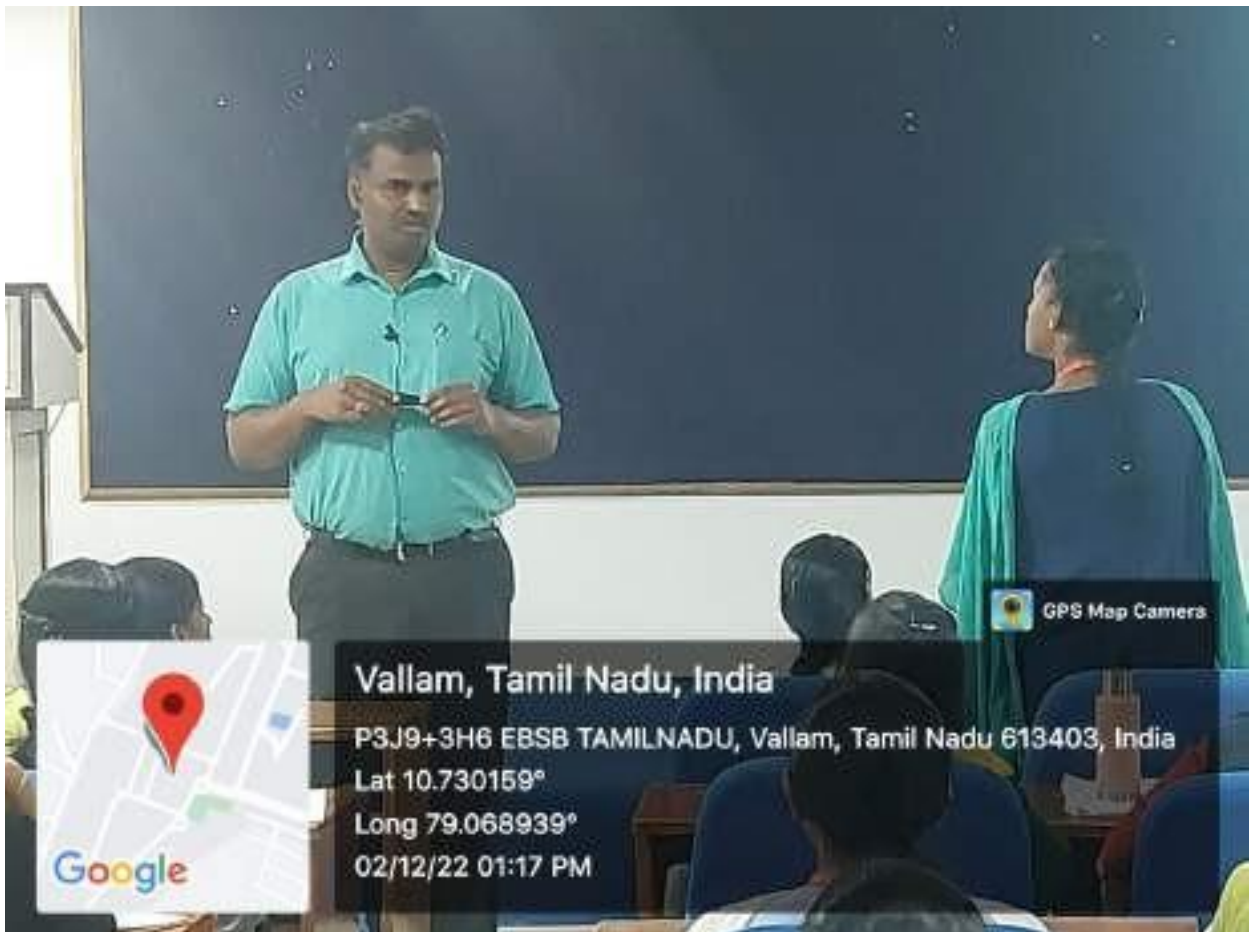 GPS Map Camera
Vallam, Tamil Nadu, India
P3J9+3H6 EBSB TAMILNADU, Vallam, Tamil Nadu 613403, India
Lat 10.730159°
Long 79.068939°
02/12/22 01:17 PM
Google